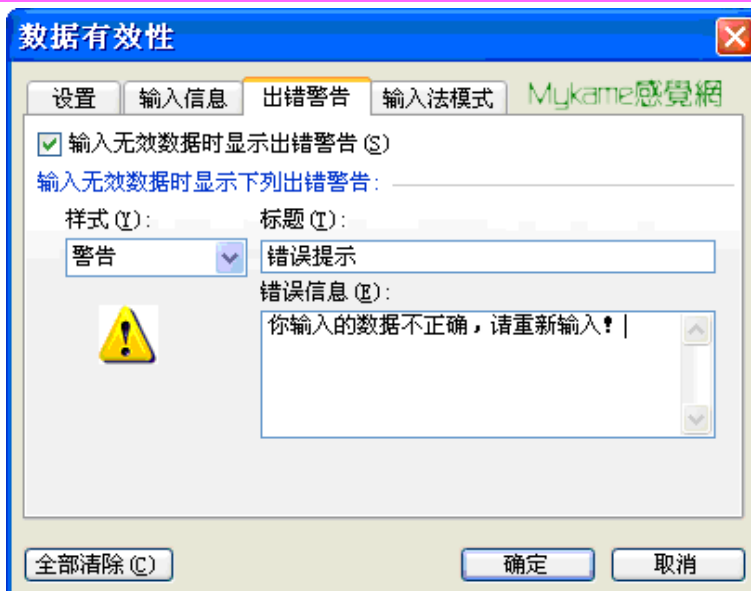 数据有效性
设置 输入信息 出错警告 输入法模式 Mykame感覺網
输入无效数据时显示出错警告(S)
输入无效数据时显示下列出错警告:
样式(Y): 标题(T):
警告 错误提示
错误信息(E):
你输入的数据不正确，请重新输入！
全部清除(C) 确定 取消